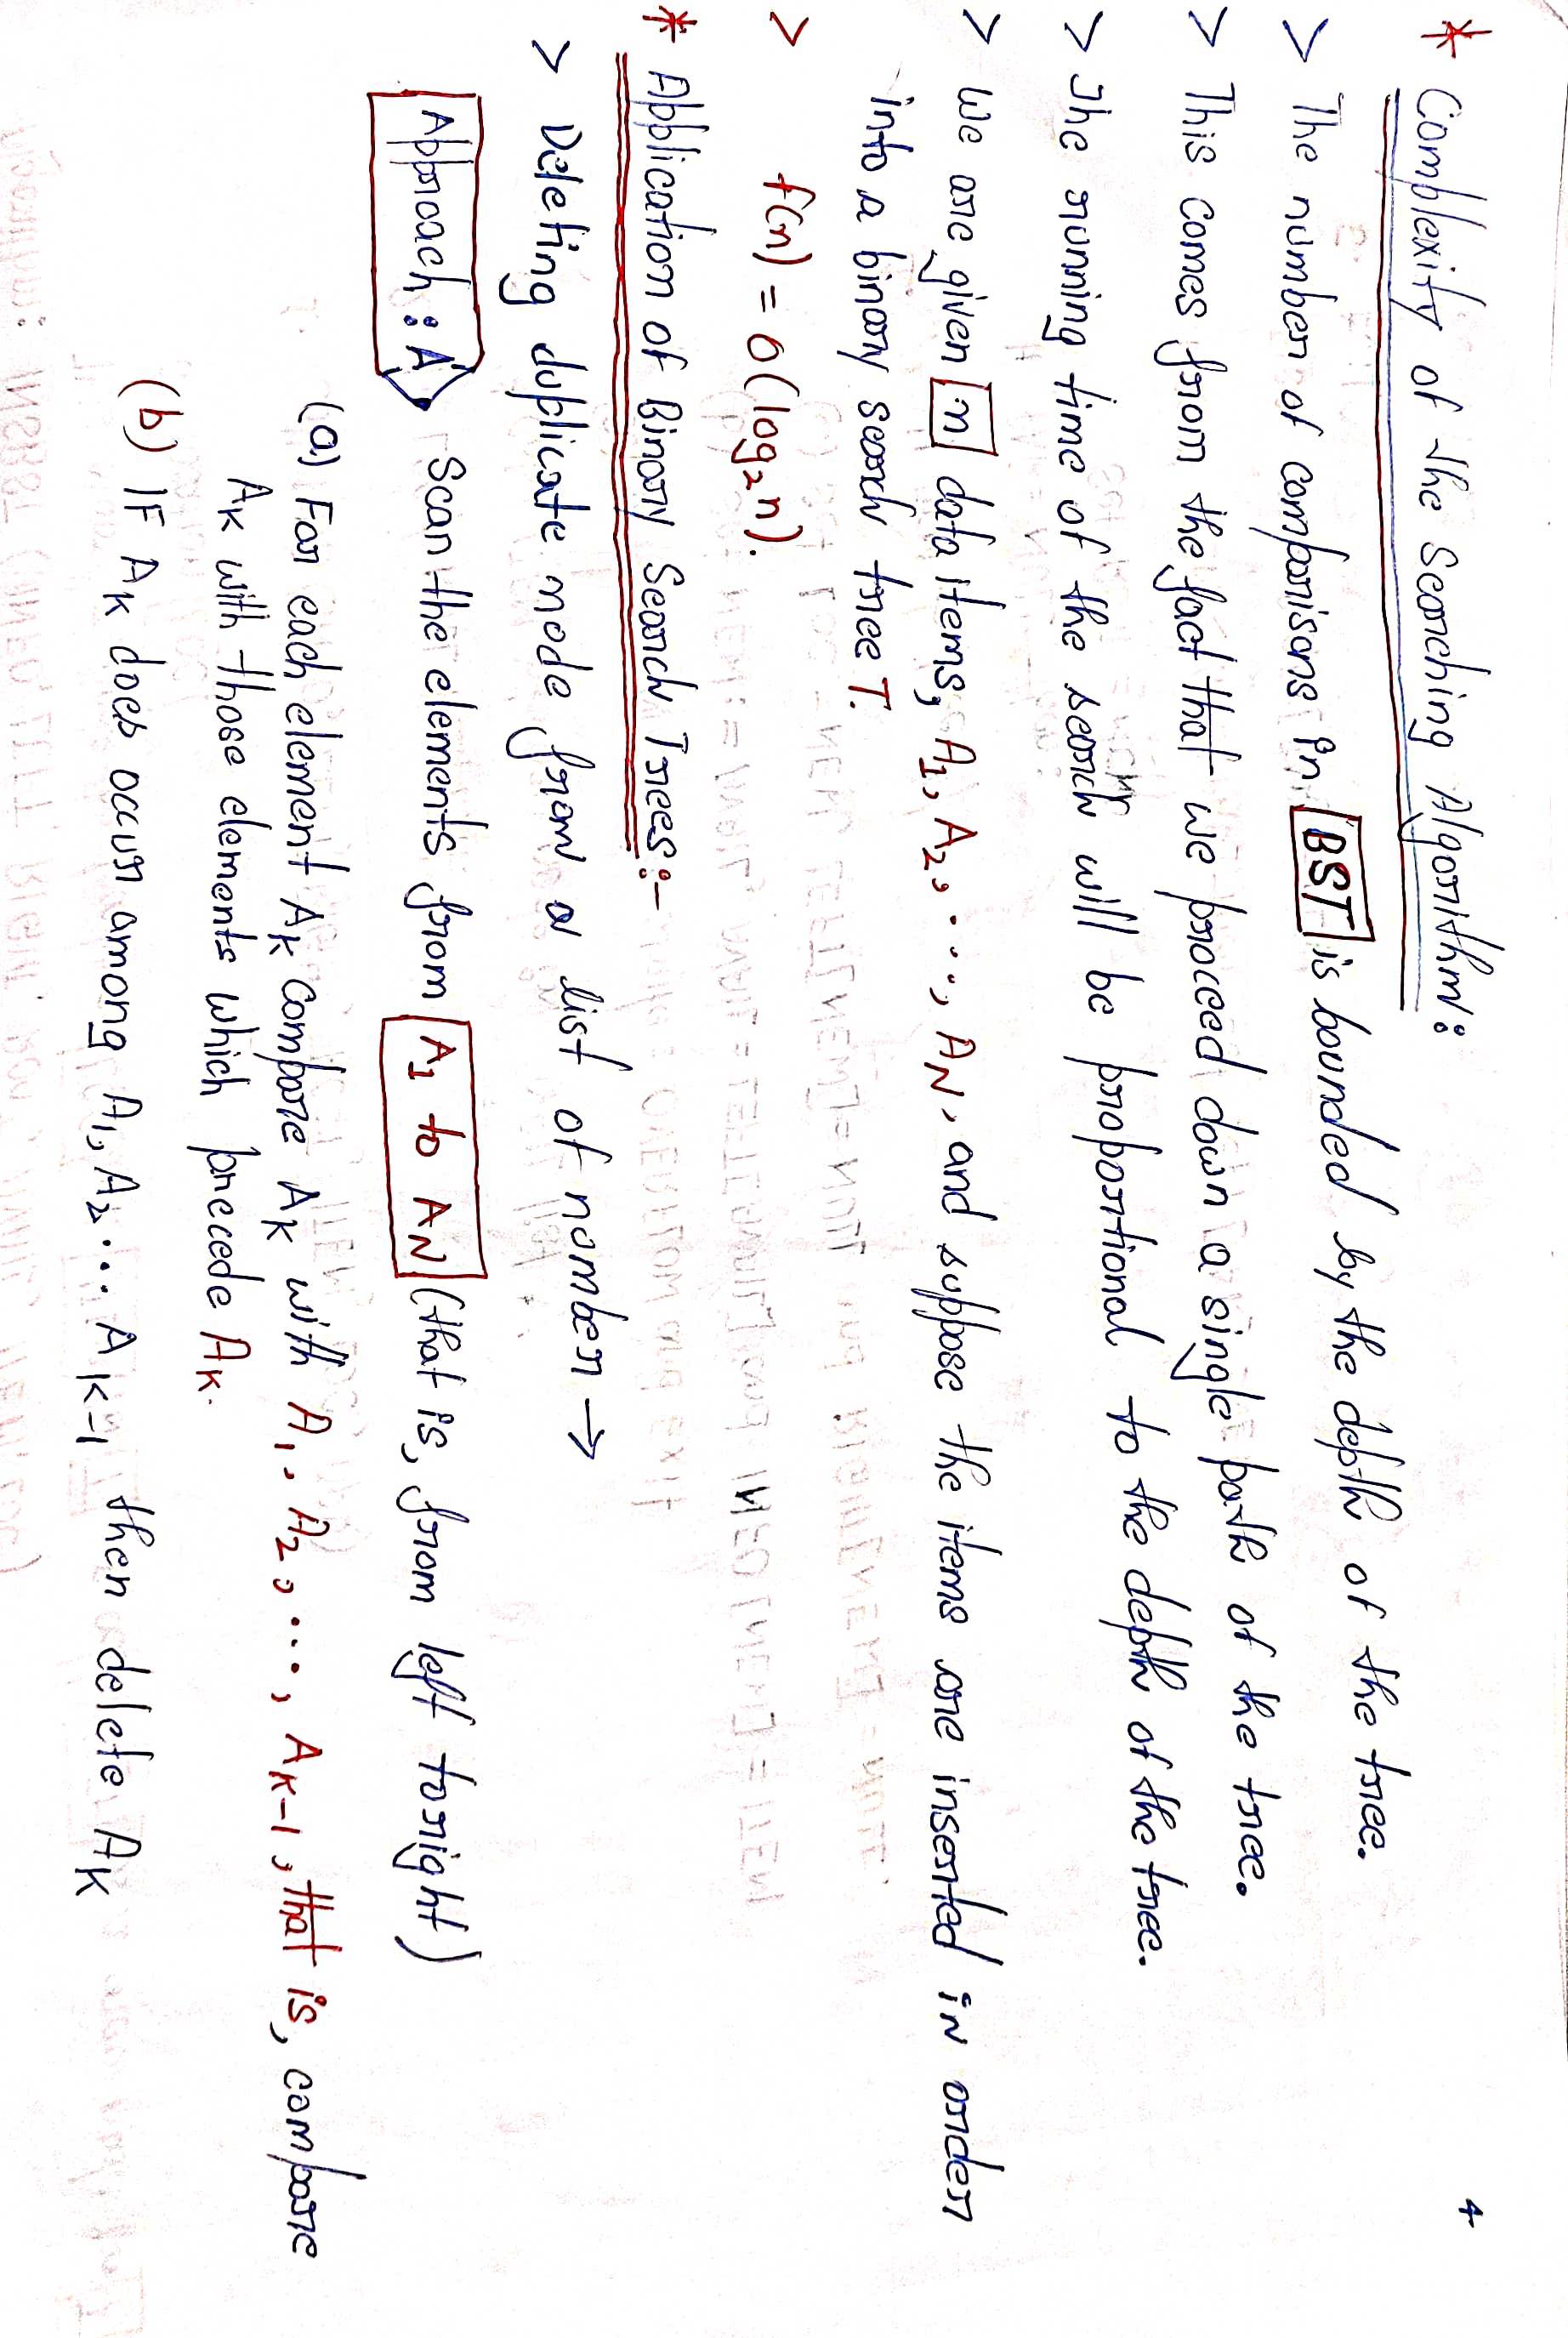 4
* Complexity of the Searching Algorithm:
> The number of comparisons in BST is bounded by the depth of the tree.
> This comes from the fact that we proceed down a single path of the tree.
> The running time of the search will be proportional to the depth of the tree.
> We are given n data items, A1, A2, ..., AN, and suppose the items are inserted in order
into a binary search tree T.
> f(n) = O(log2 n).
* Application of Binary Search Trees:-
> Deleting duplicate node from a list of number →
Approach : A Scan the elements from A1 to AN (that is, from left to right)
(a) For each element AK compare AK with A1, A2, ..., AK-1, that is, compare
AK with those elements which precede AK.
(b) IF AK does occur among A1, A2 ... AK-1 then delete AK